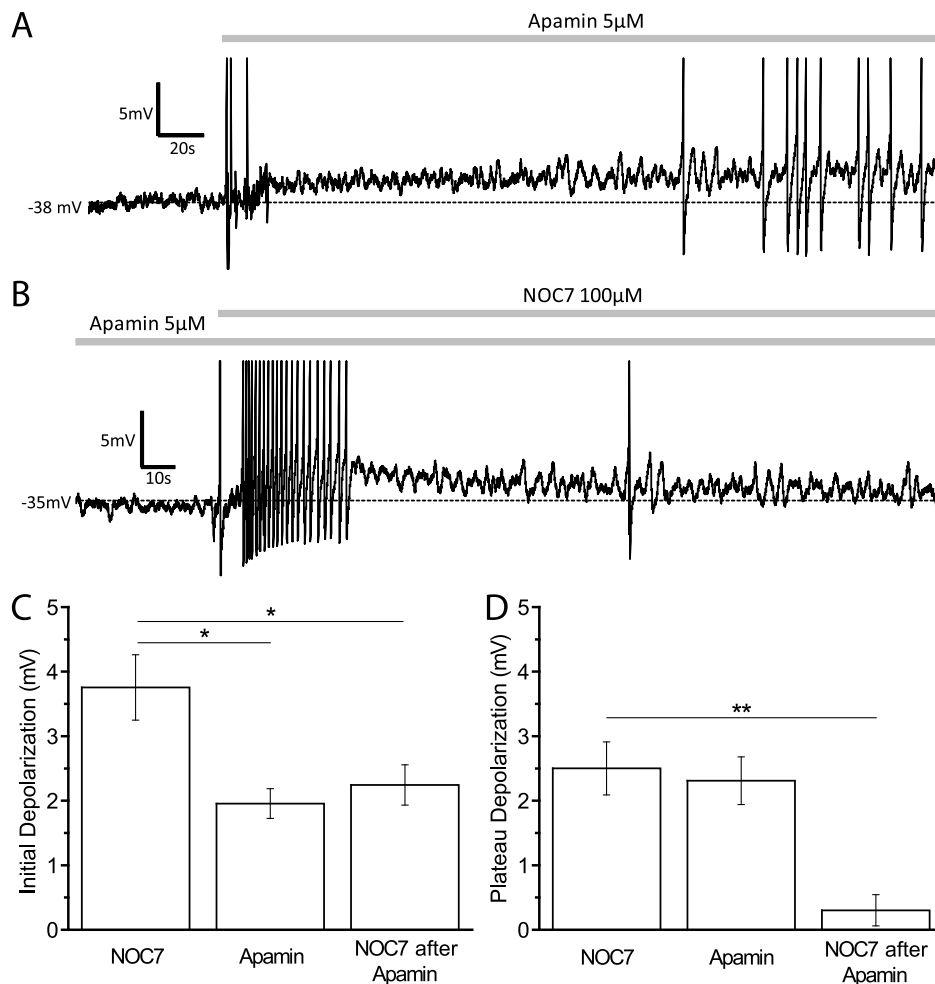 A
Apamin 5µM
5mV
20s
-38 mV
B
NOC7 100µM
Apamin 5µM
5mV
10s
-35mV
C
Initial Depolarization (mV)
5
4
3
2
1
0
*
*
NOC7
Apamin
NOC7 after
Apamin
D
Plateau Depolarization (mV)
5
4
3
2
1
0
**
NOC7
Apamin
NOC7 after
Apamin